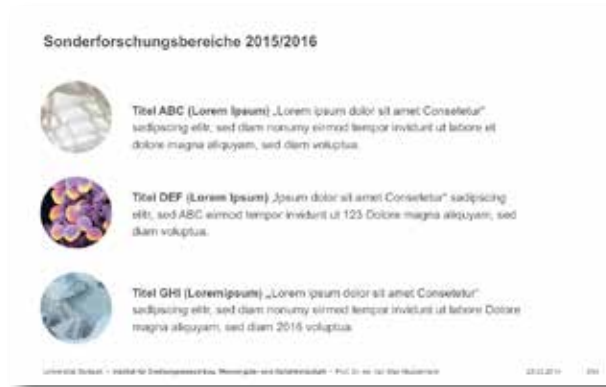 Sonderforschungsbereiche 2015/2016
Titel ABC (Lorem Ipsum) „Lorem ipsum dolor sit amet Consetetur“
sadipscing elitr, sed diam nonumy eirmod tempor invidunt ut labore et
dolore magna aliquyam, sed diam voluptua.
Titel DEF (Lorem Ipsum) „Ipsum dolor sit amet Consetetur“ sadipscing
elitr, sed ABC eirmod tempor invidunt ut 123 Dolore magna aliquyam, sed
diam voluptua.
Titel GHI (Loremipsum) „Lorem ipsum dolor sit amet Consetetur“
sadipscing elitr, sed diam nonumy eirmod tempor invidunt ut labore Dolore
magna aliquyam, sed diam 2016 voluptua.